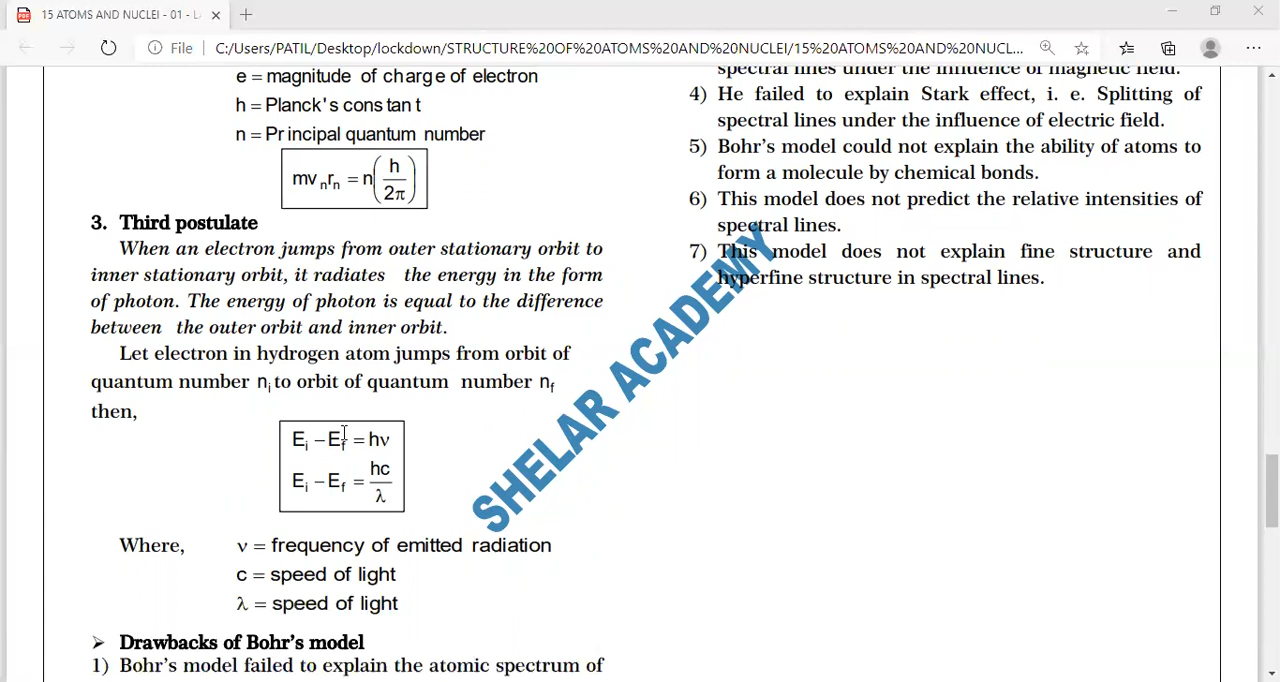 15 ATOMS AND NUCLEI - 01 - L
File
C:/Users/PATIL/Desktop/lockdown/STRUCTURE%20OF%20ATOMS%20AND%20NUCLEI/15%20ATOMS%20AND%20NUCL...
e = magnitude of charge of electron
h = Planck's cons tan t
n = Pr incipal quantum number
mvₙrₙ = n(h/2π)
3. Third postulate
When an electron jumps from outer stationary orbit to
inner stationary orbit, it radiates the energy in the form
of photon. The energy of photon is equal to the difference
between the outer orbit and inner orbit.
Let electron in hydrogen atom jumps from orbit of
quantum number nᵢ to orbit of quantum number n_f
then,
Eᵢ – E_f = hν
Eᵢ – E_f = hc/λ
Where, ν = frequency of emitted radiation
c = speed of light
λ = speed of light
➢ Drawbacks of Bohr's model
1) Bohr's model failed to explain the atomic spectrum of
spectral lines under the influence of magnetic field.
4) He failed to explain Stark effect, i. e. Splitting of
spectral lines under the influence of electric field.
5) Bohr's model could not explain the ability of atoms to
form a molecule by chemical bonds.
6) This model does not predict the relative intensities of
spectral lines.
7) This model does not explain fine structure and
hyperfine structure in spectral lines.
SHELAR ACADEMY